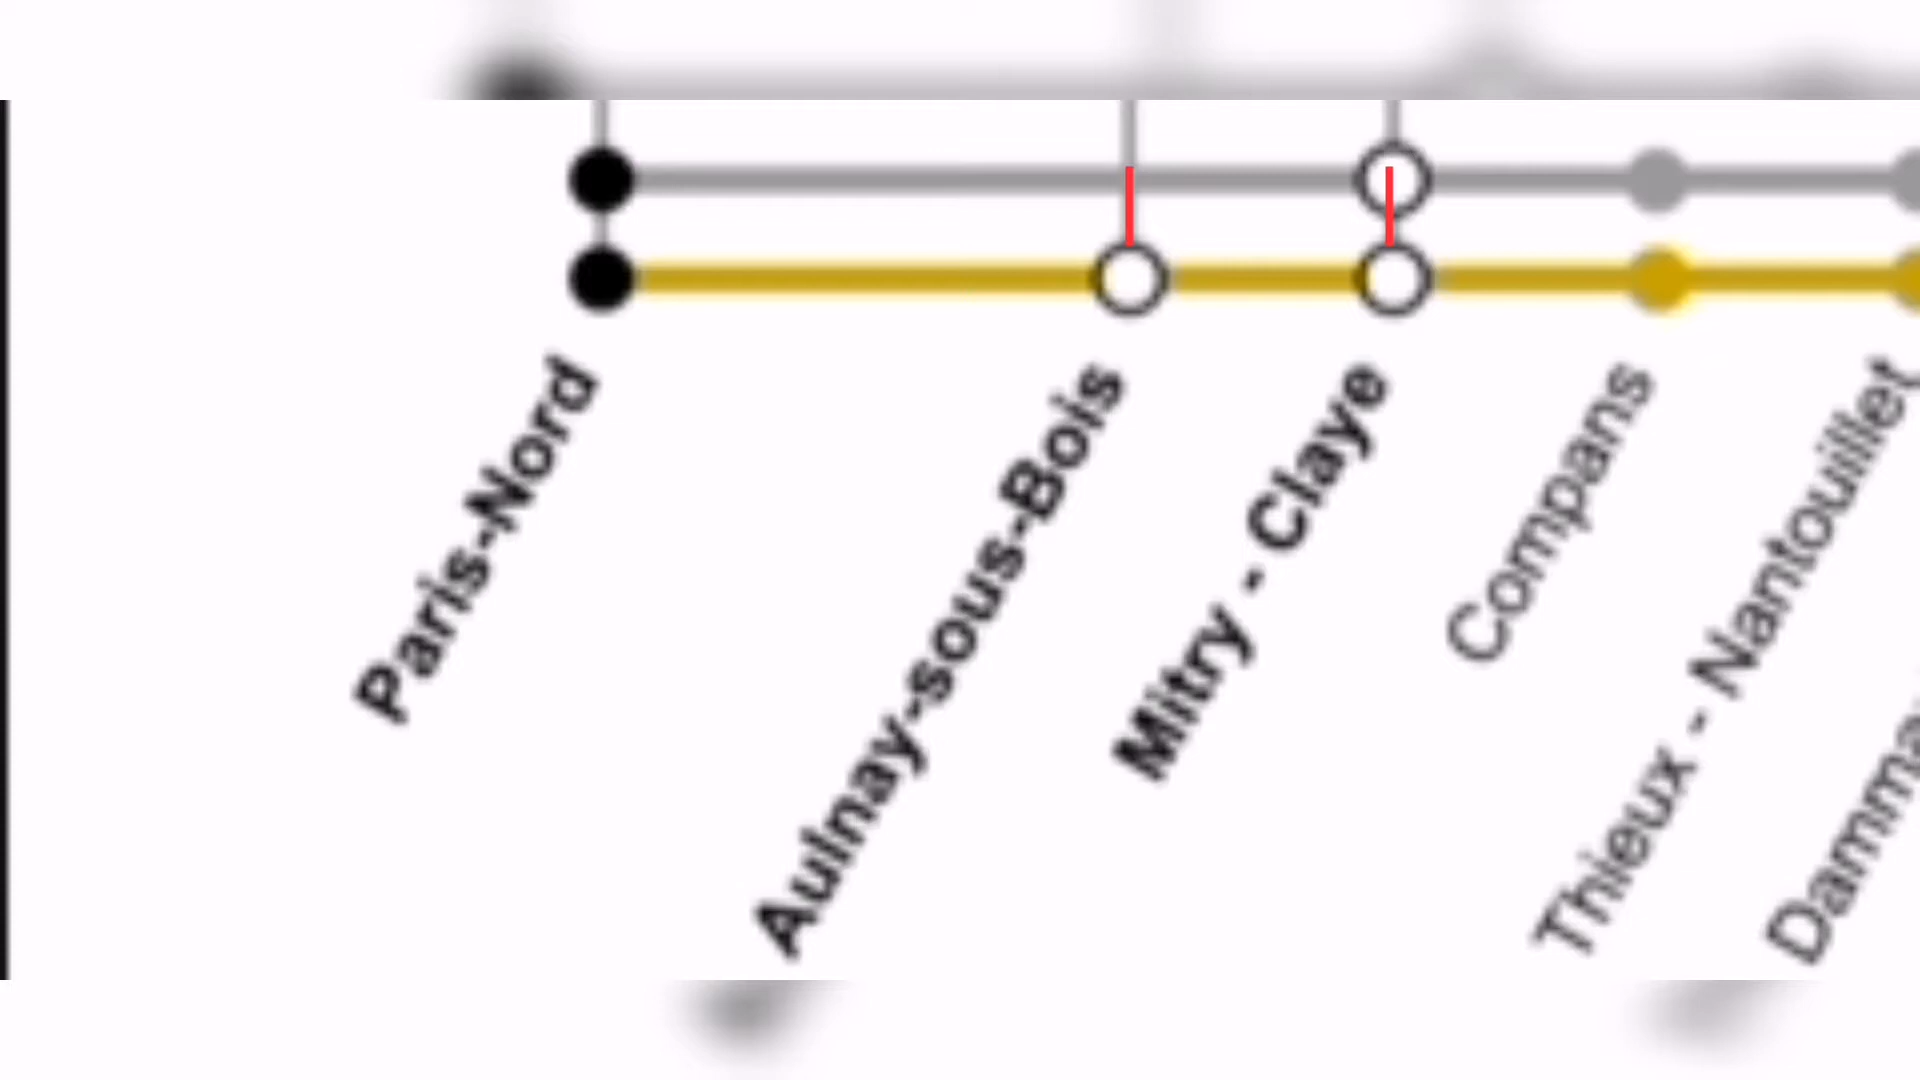 Paris-Nord
Aulnay-sous-Bois
Mitry - Claye
Compans
Thieux - Nantouillet